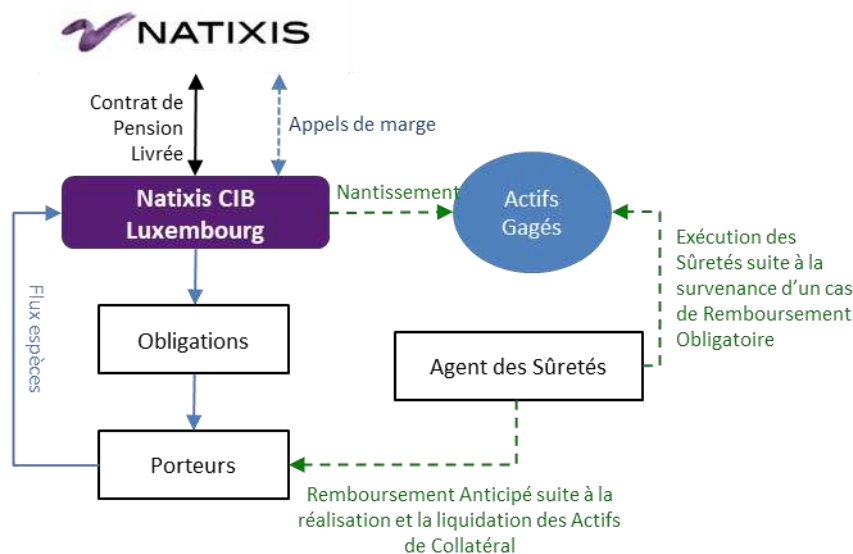 NATIXIS
Contrat de
Pension
Livrée
Appels de marge
Natixis CIB
Luxembourg
Nantissement
Actifs
Gagés
Exécution des
Sûretés suite à la
survenance d'un cas
de Remboursement
Obligatoire
Flux espèces
Obligations
Agent des Sûretés
Porteurs
Remboursement Anticipé suite à la
réalisation et la liquidation des Actifs
de Collatéral